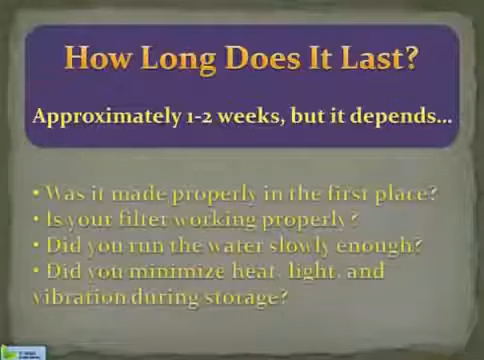 How Long Does It Last?
Approximately 1-2 weeks, but it depends...
• Was it made properly in the first place?
• Is your filter working properly?
• Did you run the water slowly enough?
• Did you minimize heat, light, and
vibration during storage?